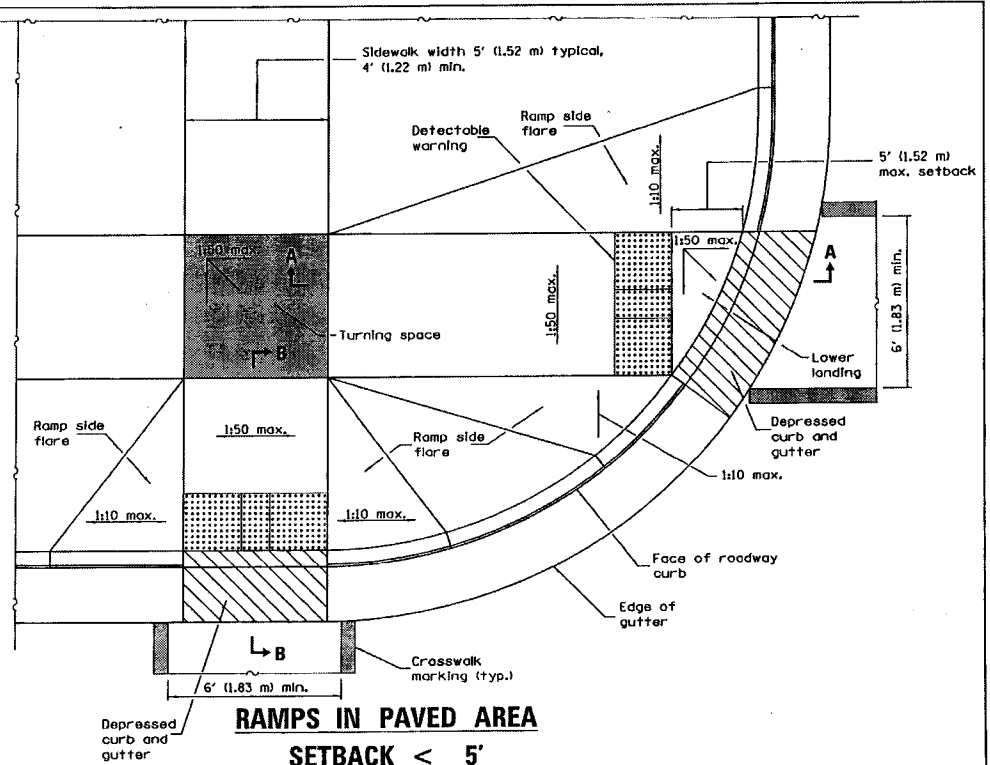 Sidewalk width 5' (1.52 m) typical,
4' (1.22 m) min.
Detectable
warning
Ramp side
flare
1:10 max.
5' (1.52 m)
max. setback
1:50 max.
A
1:50 max.
A
1:50 max.
6' (1.83 m) min.
Turning space
B
Lower
landing
Ramp side
flare
1:50 max.
Ramp side
flare
Depressed
curb and
gutter
1:10 max.
1:10 max.
1:10 max.
Face of roadway
curb
Edge of
gutter
B
Crosswalk
marking (typ.)
6' (1.83 m) min.
Depressed
curb and
gutter
RAMPS IN PAVED AREA
SETBACK < 5'